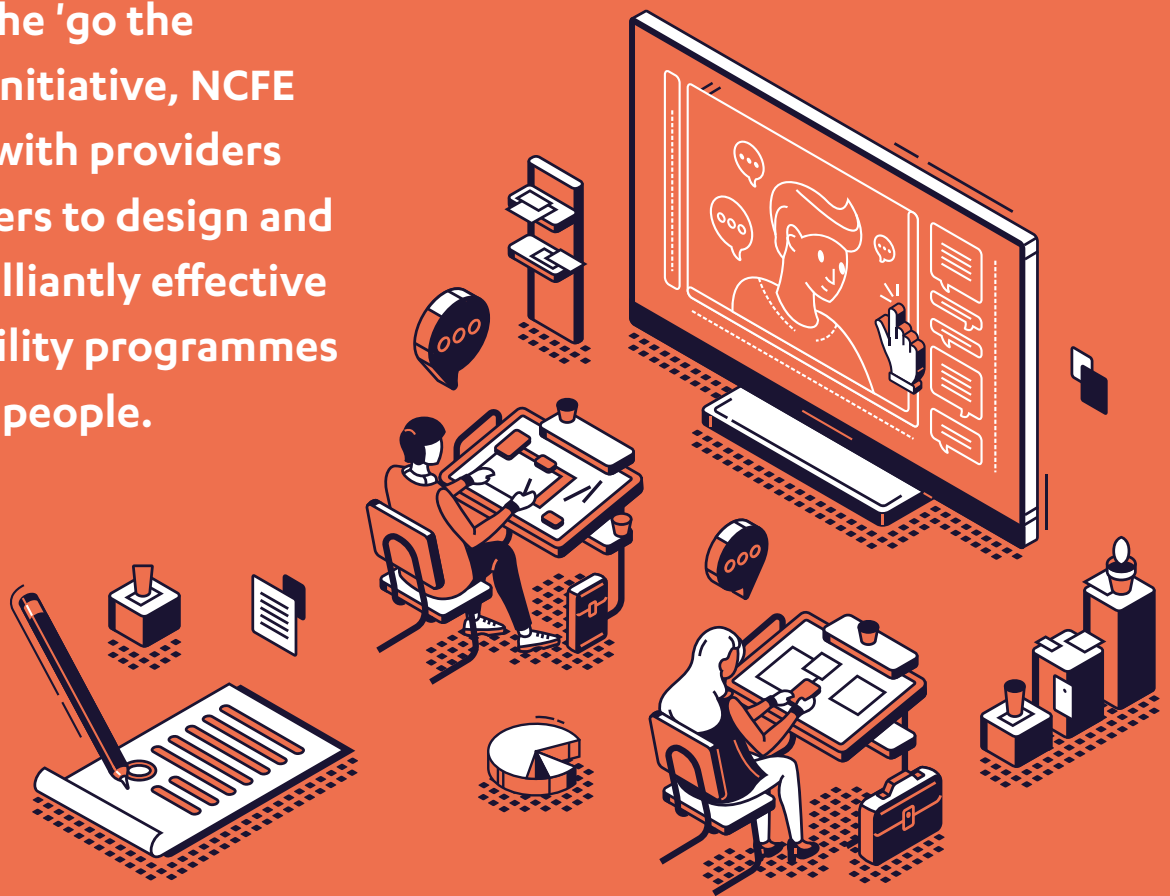 he 'go the
nitiative, NCFE
with providers
ers to design and
lliantly effective
ility programmes
people.